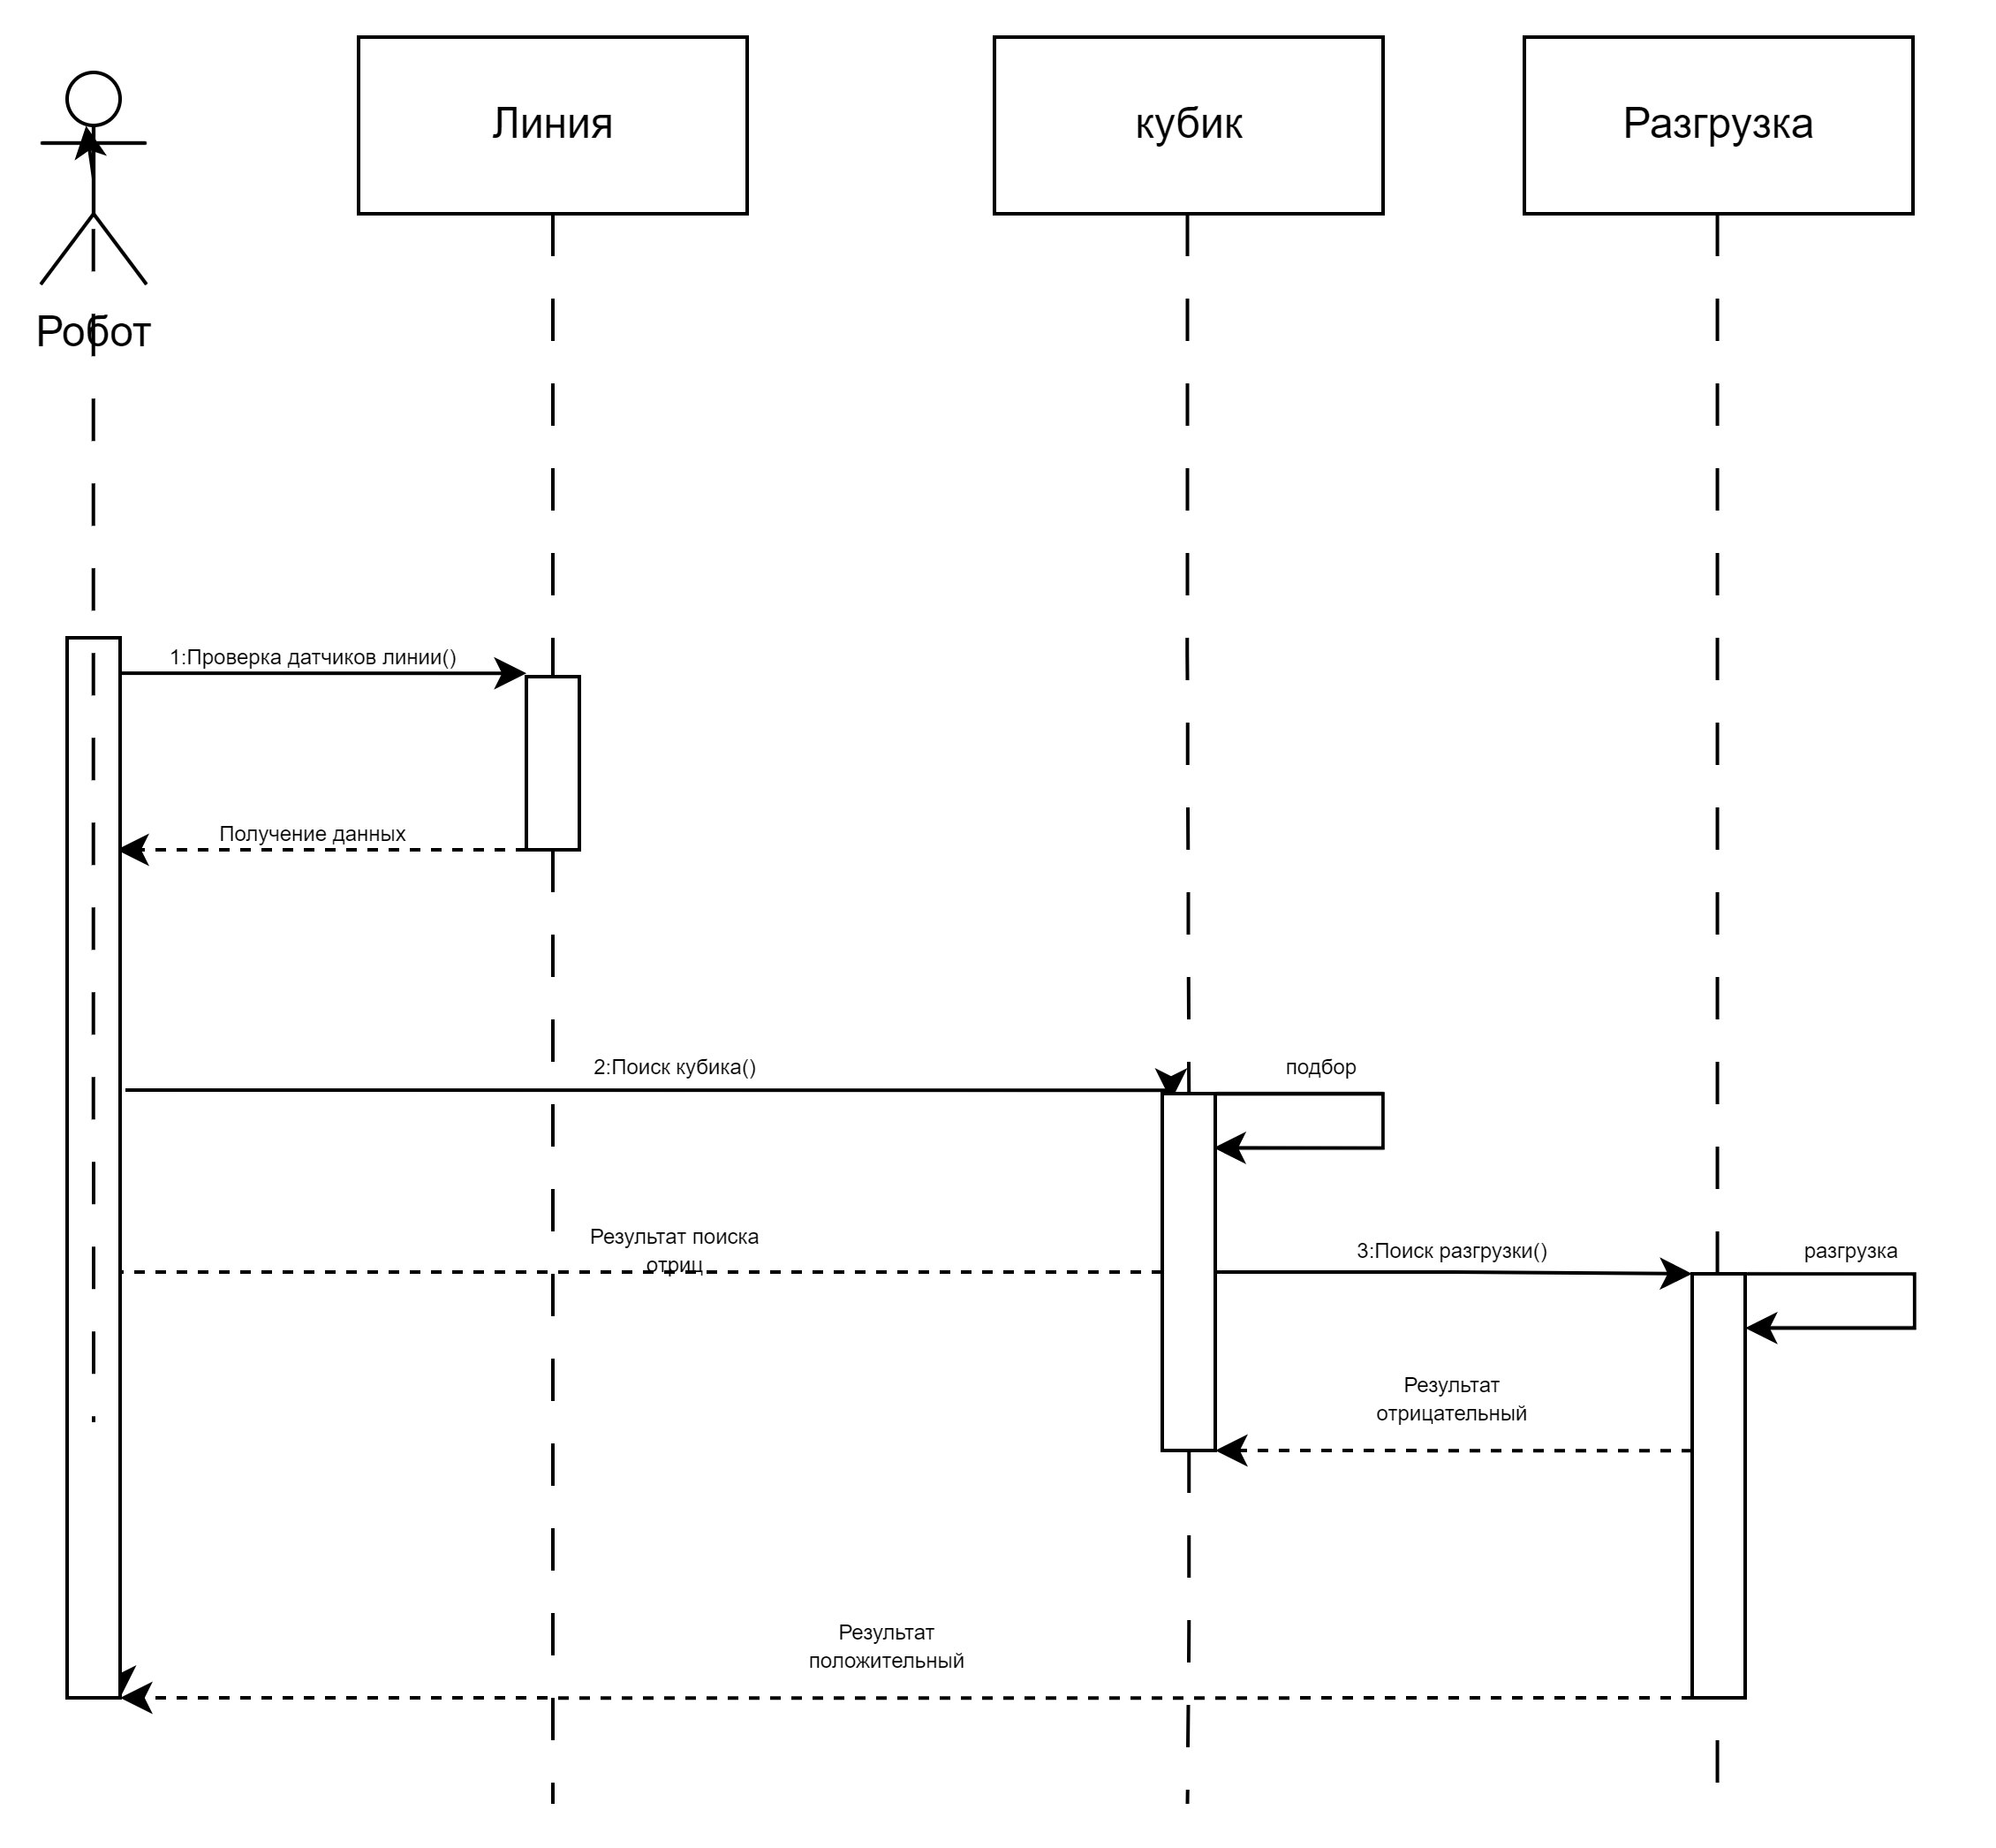 Линия
кубик
Разгрузка
Робот
1:Проверка датчиков линии()
Получение данных
2:Поиск кубика()
подбор
Результат поиска
отриц
3:Поиск разгрузки()
разгрузка
Результат
отрицательный
Результат
положительный